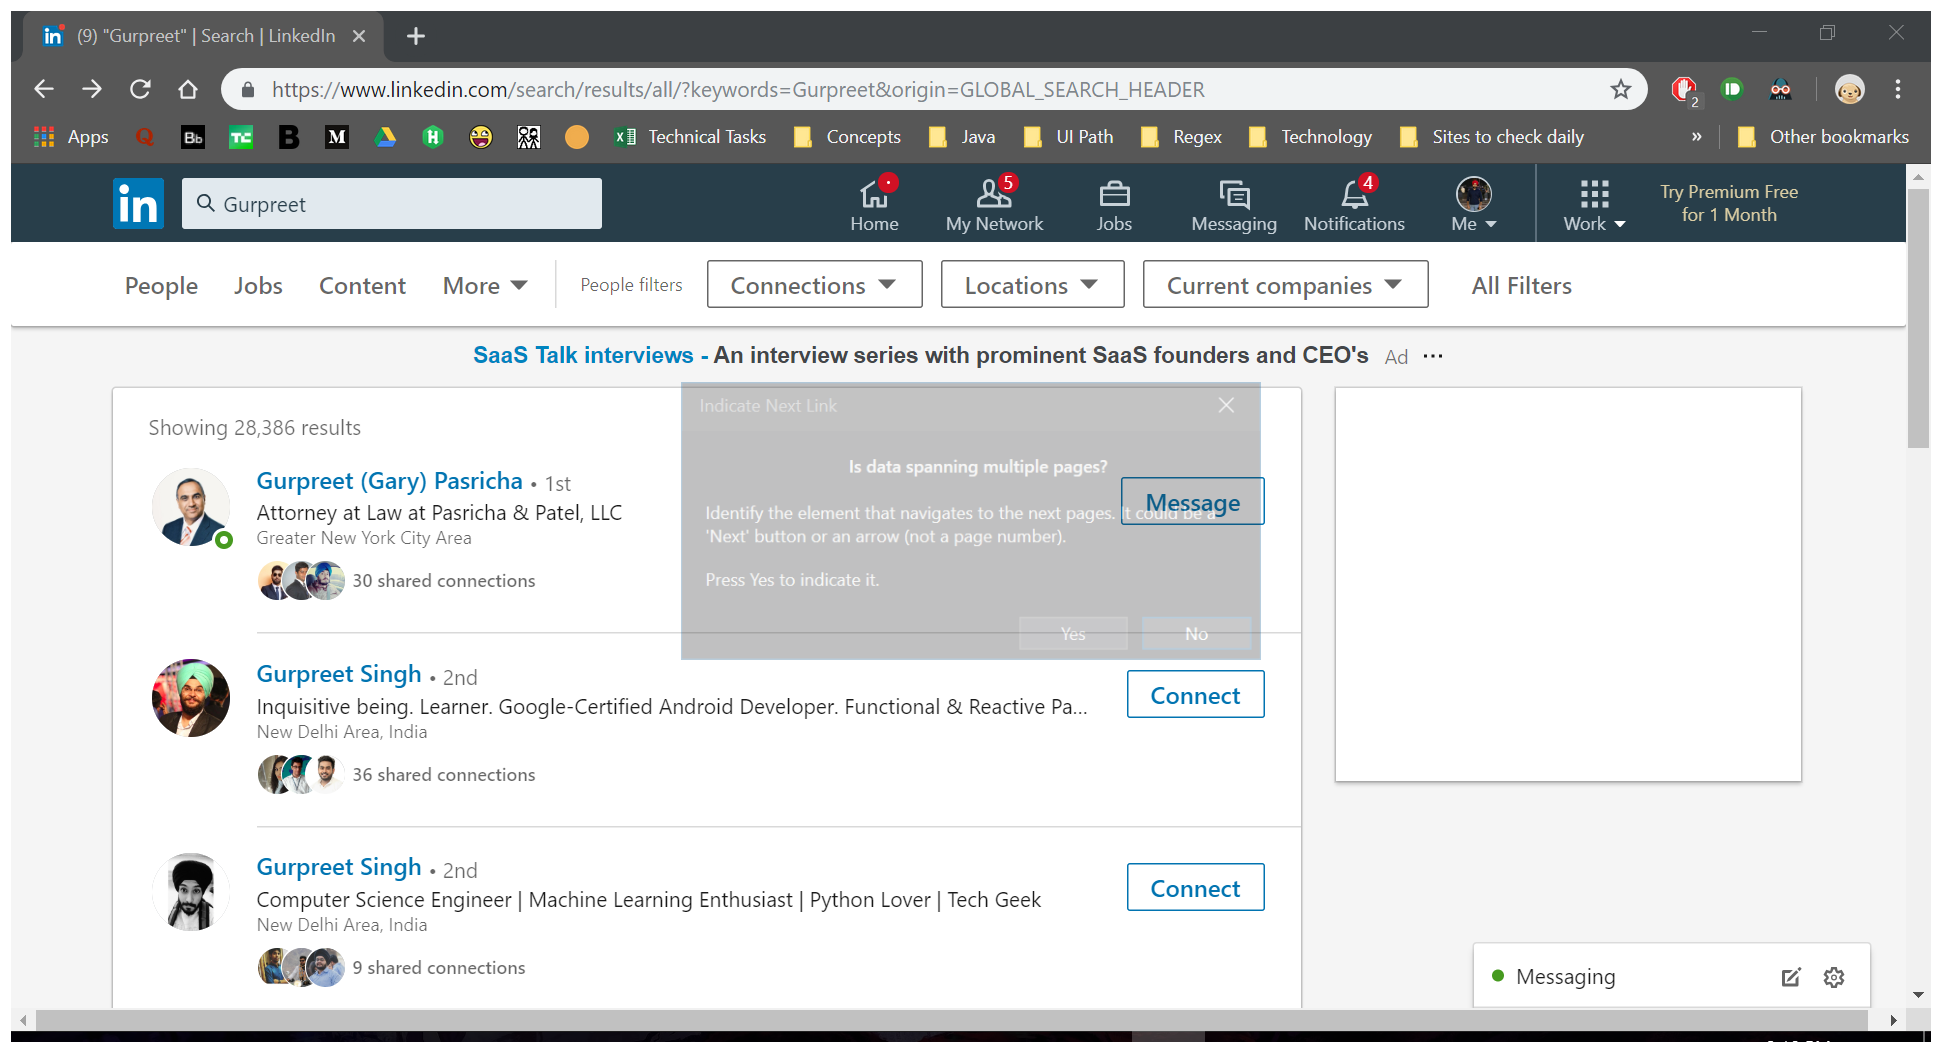 (9) "Gurpreet" | Search | LinkedIn
https://www.linkedin.com/search/results/all/?keywords=Gurpreet&origin=GLOBAL_SEARCH_HEADER
2
Apps
Q
Bb
TC
B
M
H
Technical Tasks
Concepts
Java
UI Path
Regex
Technology
Sites to check daily
»
Other bookmarks
in
Gurpreet
Home
5
My Network
Jobs
Messaging
4
Notifications
Me
Work
Try Premium Free
for 1 Month
People
Jobs
Content
More
People filters
Connections
Locations
Current companies
All Filters
SaaS Talk interviews - An interview series with prominent SaaS founders and CEO's Ad ...
Showing 28,386 results
Indicate Next Link
Is data spanning multiple pages?
Identify the element that navigates to the next pages. It could be a
'Next' button or an arrow (not a page number).
Press Yes to indicate it.
Yes
No
Gurpreet (Gary) Pasricha • 1st
Attorney at Law at Pasricha & Patel, LLC
Greater New York City Area
30 shared connections
Message
Gurpreet Singh • 2nd
Inquisitive being. Learner. Google-Certified Android Developer. Functional & Reactive Pa...
New Delhi Area, India
36 shared connections
Connect
Gurpreet Singh • 2nd
Computer Science Engineer | Machine Learning Enthusiast | Python Lover | Tech Geek
New Delhi Area, India
9 shared connections
Connect
Messaging